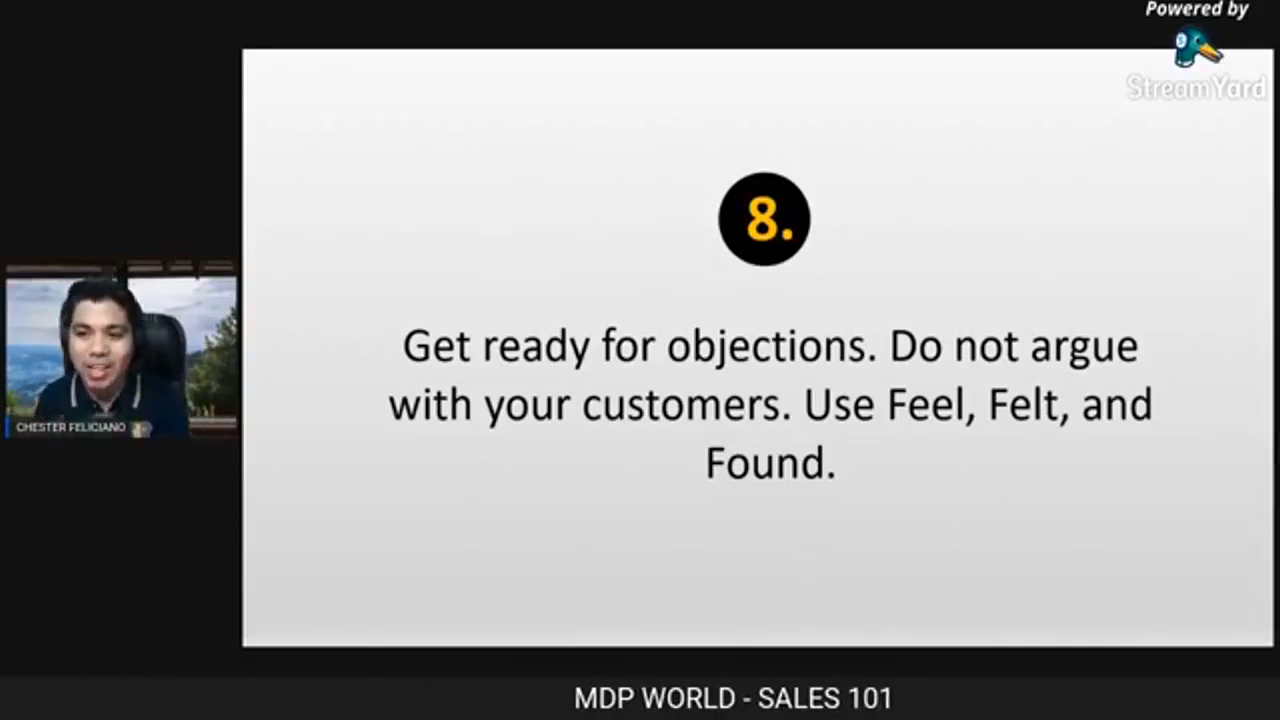 Powered by
StreamYard
8.
Get ready for objections. Do not argue
with your customers. Use Feel, Felt, and
Found.
CHESTER FELICIANO
MDP WORLD - SALES 101